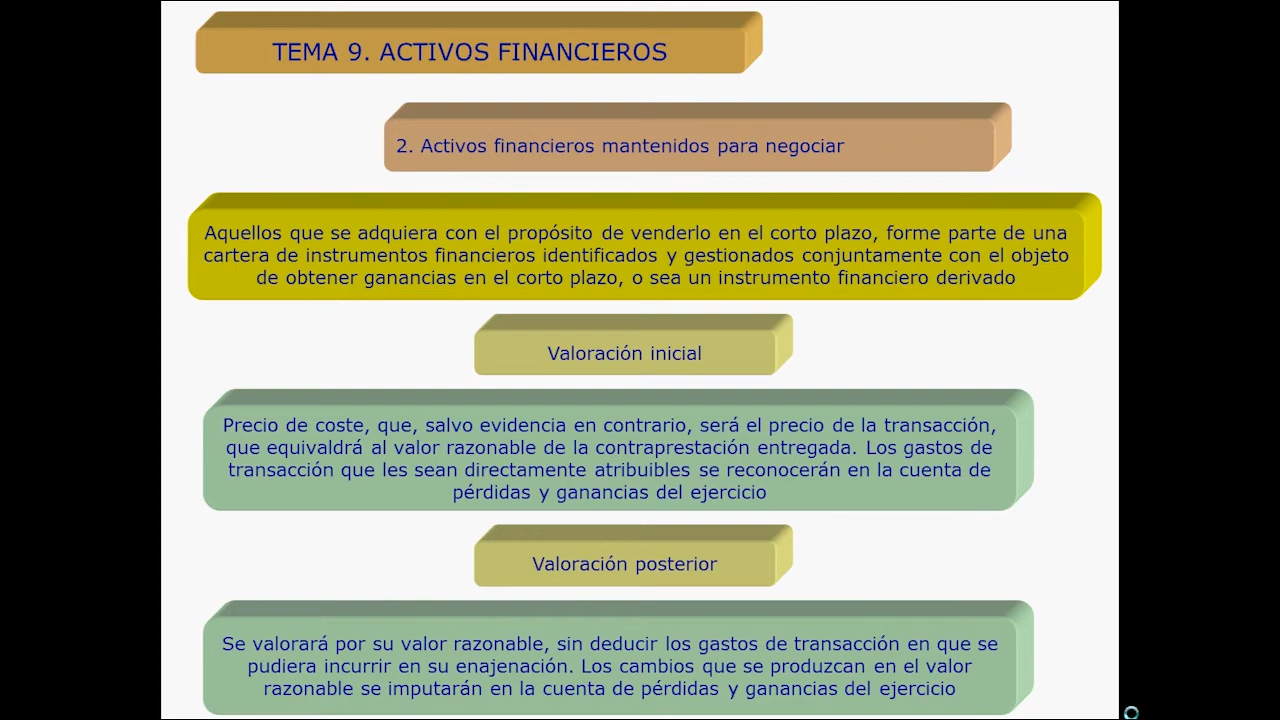 TEMA 9. ACTIVOS FINANCIEROS
2. Activos financieros mantenidos para negociar
Aquellos que se adquiera con el propósito de venderlo en el corto plazo, forme parte de una
cartera de instrumentos financieros identificados y gestionados conjuntamente con el objeto
de obtener ganancias en el corto plazo, o sea un instrumento financiero derivado
Valoración inicial
Precio de coste, que, salvo evidencia en contrario, será el precio de la transacción,
que equivaldrá al valor razonable de la contraprestación entregada. Los gastos de
transacción que les sean directamente atribuibles se reconocerán en la cuenta de
pérdidas y ganancias del ejercicio
Valoración posterior
Se valorará por su valor razonable, sin deducir los gastos de transacción en que se
pudiera incurrir en su enajenación. Los cambios que se produzcan en el valor
razonable se imputarán en la cuenta de pérdidas y ganancias del ejercicio